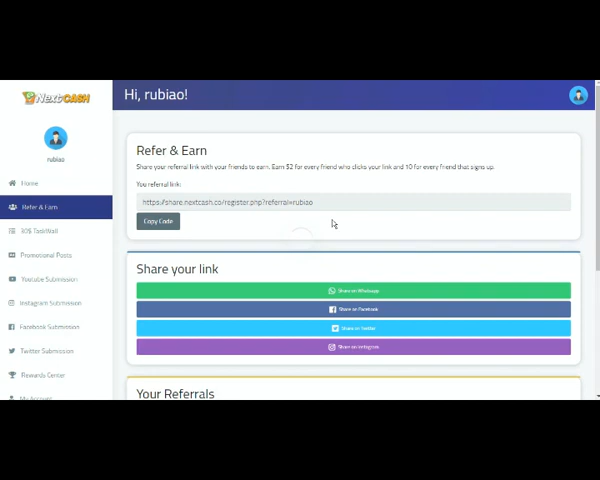 NextCASH
Hi, rubiao!
rubiao
Home
Refer & Earn
30$ TaskWall
Promotional Posts
Youtube Submission
Instagram Submission
Facebook Submission
Twitter Submission
Rewards Center
My Account
Refer & Earn
Share your referral link with your friends to earn. Earn $2 for every friend who clicks your link and 10 for every friend that signs up.
You referral link:
https://share.nextcash.co/register.php?referral=rubiao
Copy Code
Share your link
Share on Whatsapp
Share on Facebook
Share on Twitter
Share on Instagram
Your Referrals